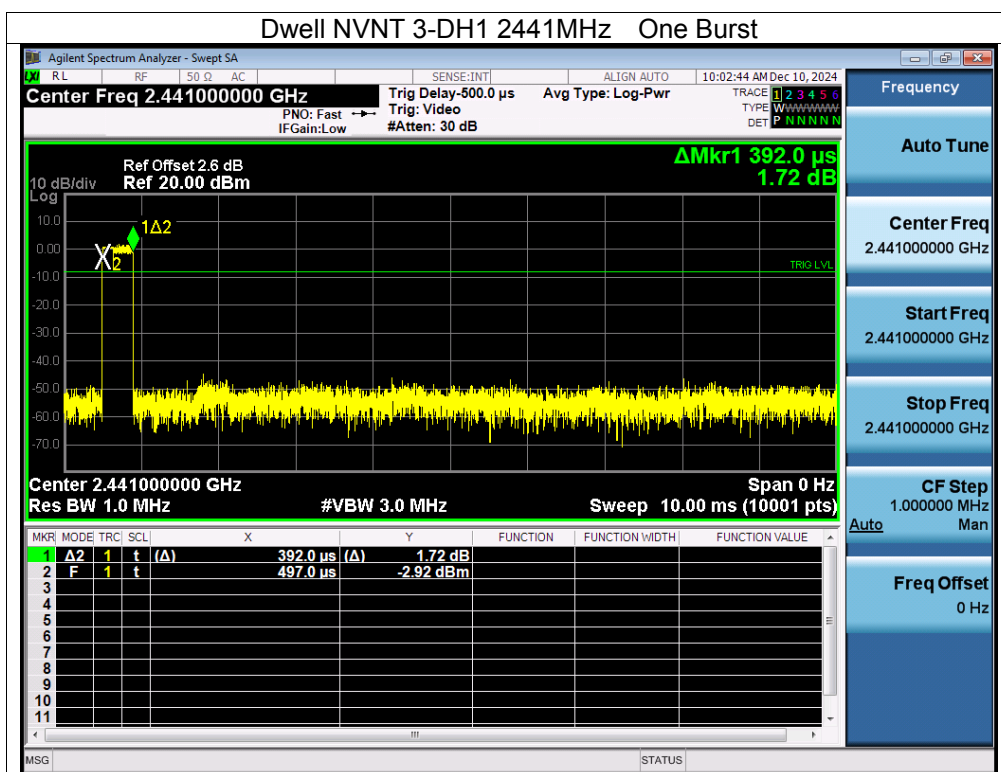 Dwell NVNT 3-DH1 2441MHz One Burst
Agilent Spectrum Analyzer - Swept SA
LXI RL RF 50 Ω AC SENSE:INT ALIGN AUTO 10:02:44 AM Dec 10, 2024
Center Freq 2.441000000 GHz
PNO: Fast
IFGain:Low
Trig Delay-500.0 µs
Trig: Video
#Atten: 30 dB
Avg Type: Log-Pwr
TRACE 1 2 3 4 5 6
TYPE WWWWWWW
DET P N N N N N
Frequency
Auto Tune
Center Freq
2.441000000 GHz
Start Freq
2.441000000 GHz
Stop Freq
2.441000000 GHz
CF Step
1.000000 MHz
Auto Man
Freq Offset
0 Hz
ΔMkr1 392.0 µs
1.72 dB
Ref Offset 2.6 dB
10 dB/div Ref 20.00 dBm
Log
10.0
0.00
-10.0
-20.0
-30.0
-40.0
-50.0
-60.0
-70.0
1Δ2
X2
TRIG LVL
Center 2.441000000 GHz Span 0 Hz
Res BW 1.0 MHz #VBW 3.0 MHz Sweep 10.00 ms (10001 pts)
MKR MODE TRC SCL X Y FUNCTION FUNCTION WIDTH FUNCTION VALUE
1 Δ2 1 t (Δ) 392.0 µs (Δ) 1.72 dB
2 F 1 t 497.0 µs -2.92 dBm
3
4
5
6
7
8
9
10
11
MSG STATUS